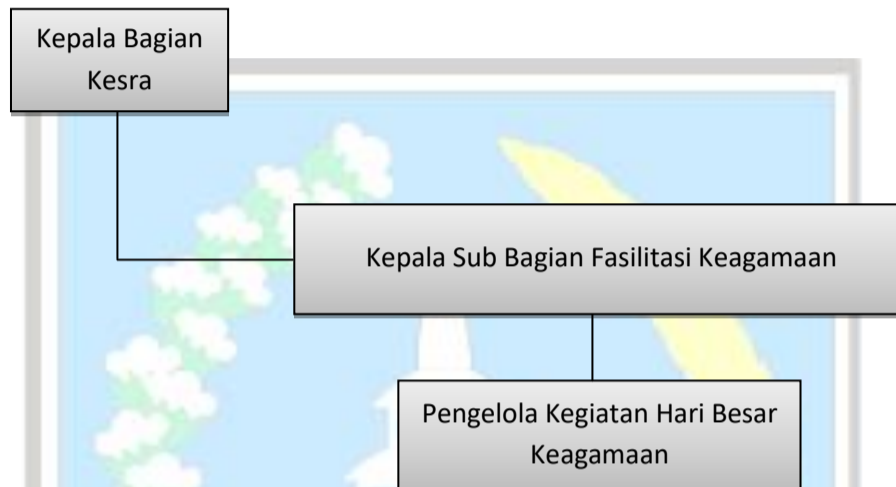 Kepala Bagian
Kesra
Kepala Sub Bagian Fasilitasi Keagamaan
Pengelola Kegiatan Hari Besar
Keagamaan